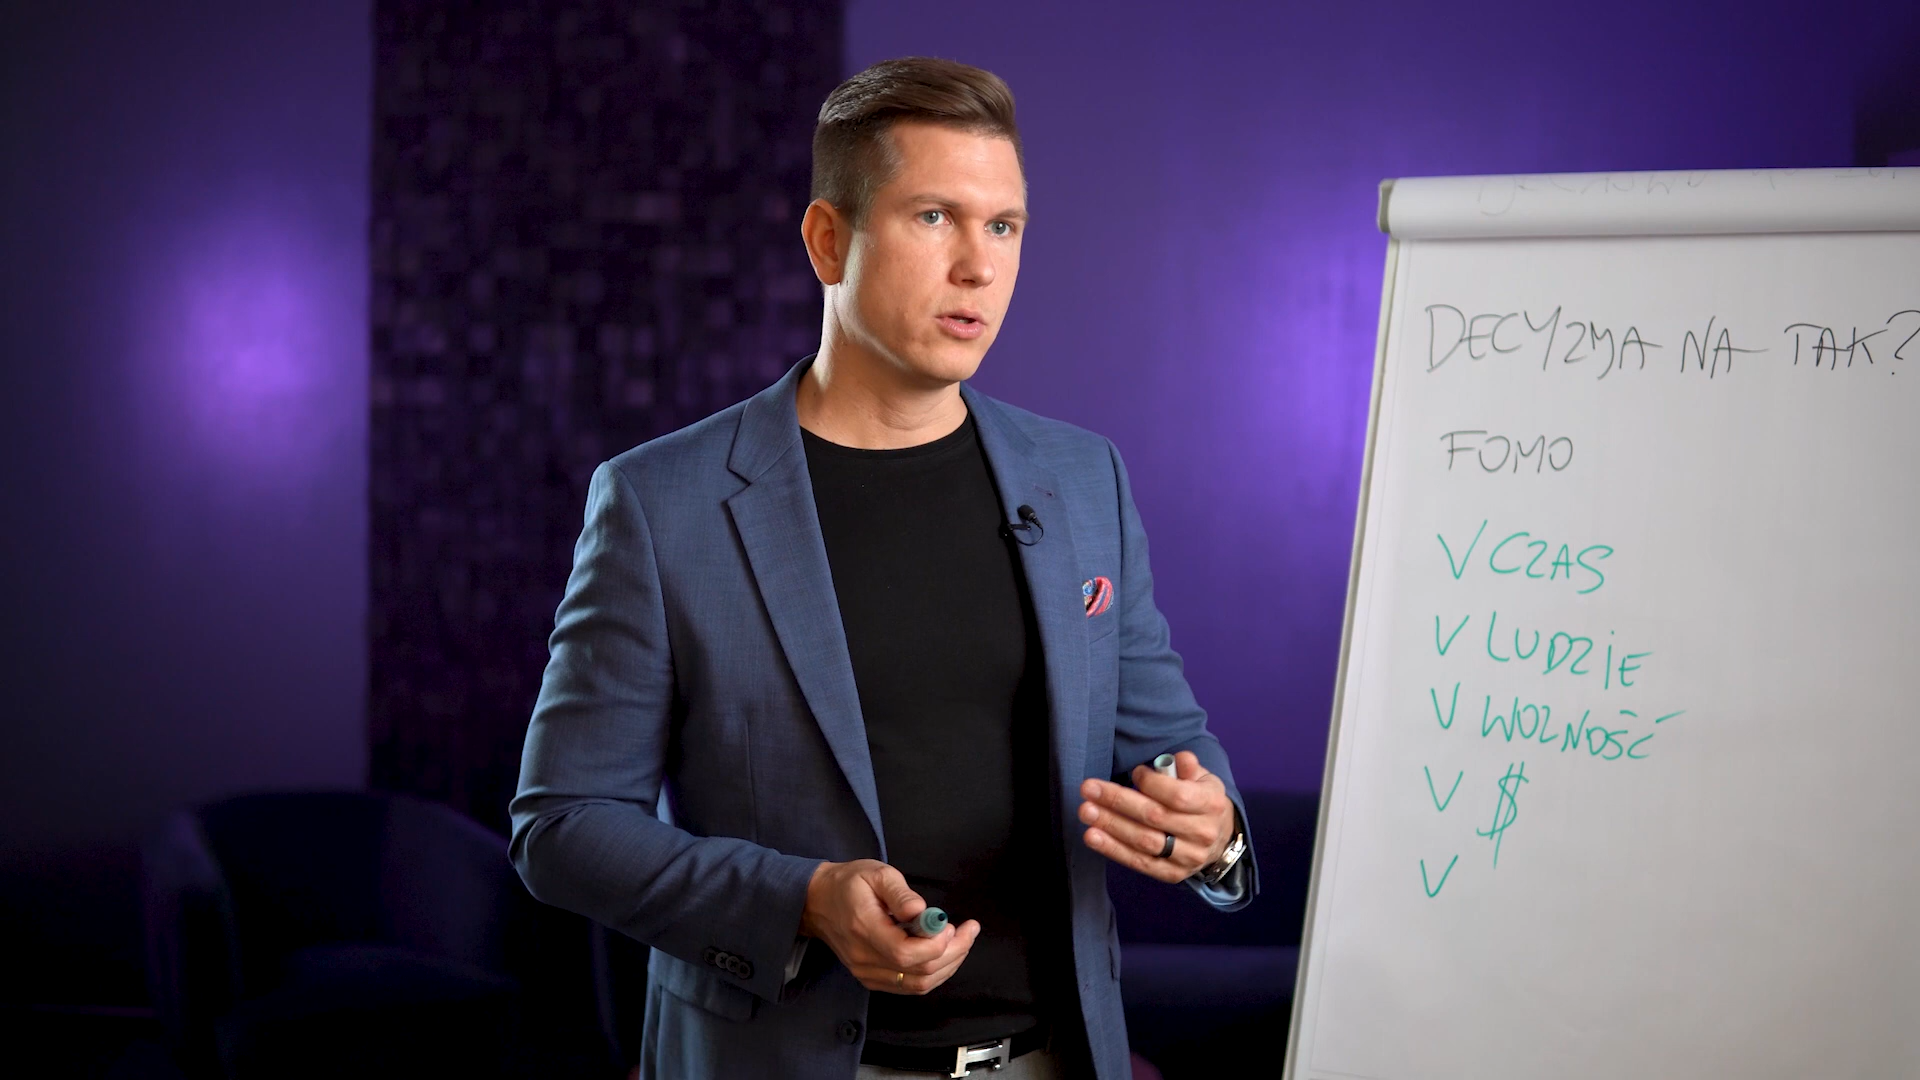 DECYZJA NA TAK?
FOMO
V CZAS
V LUDZIE
V WOLNOŚĆ
V $
V